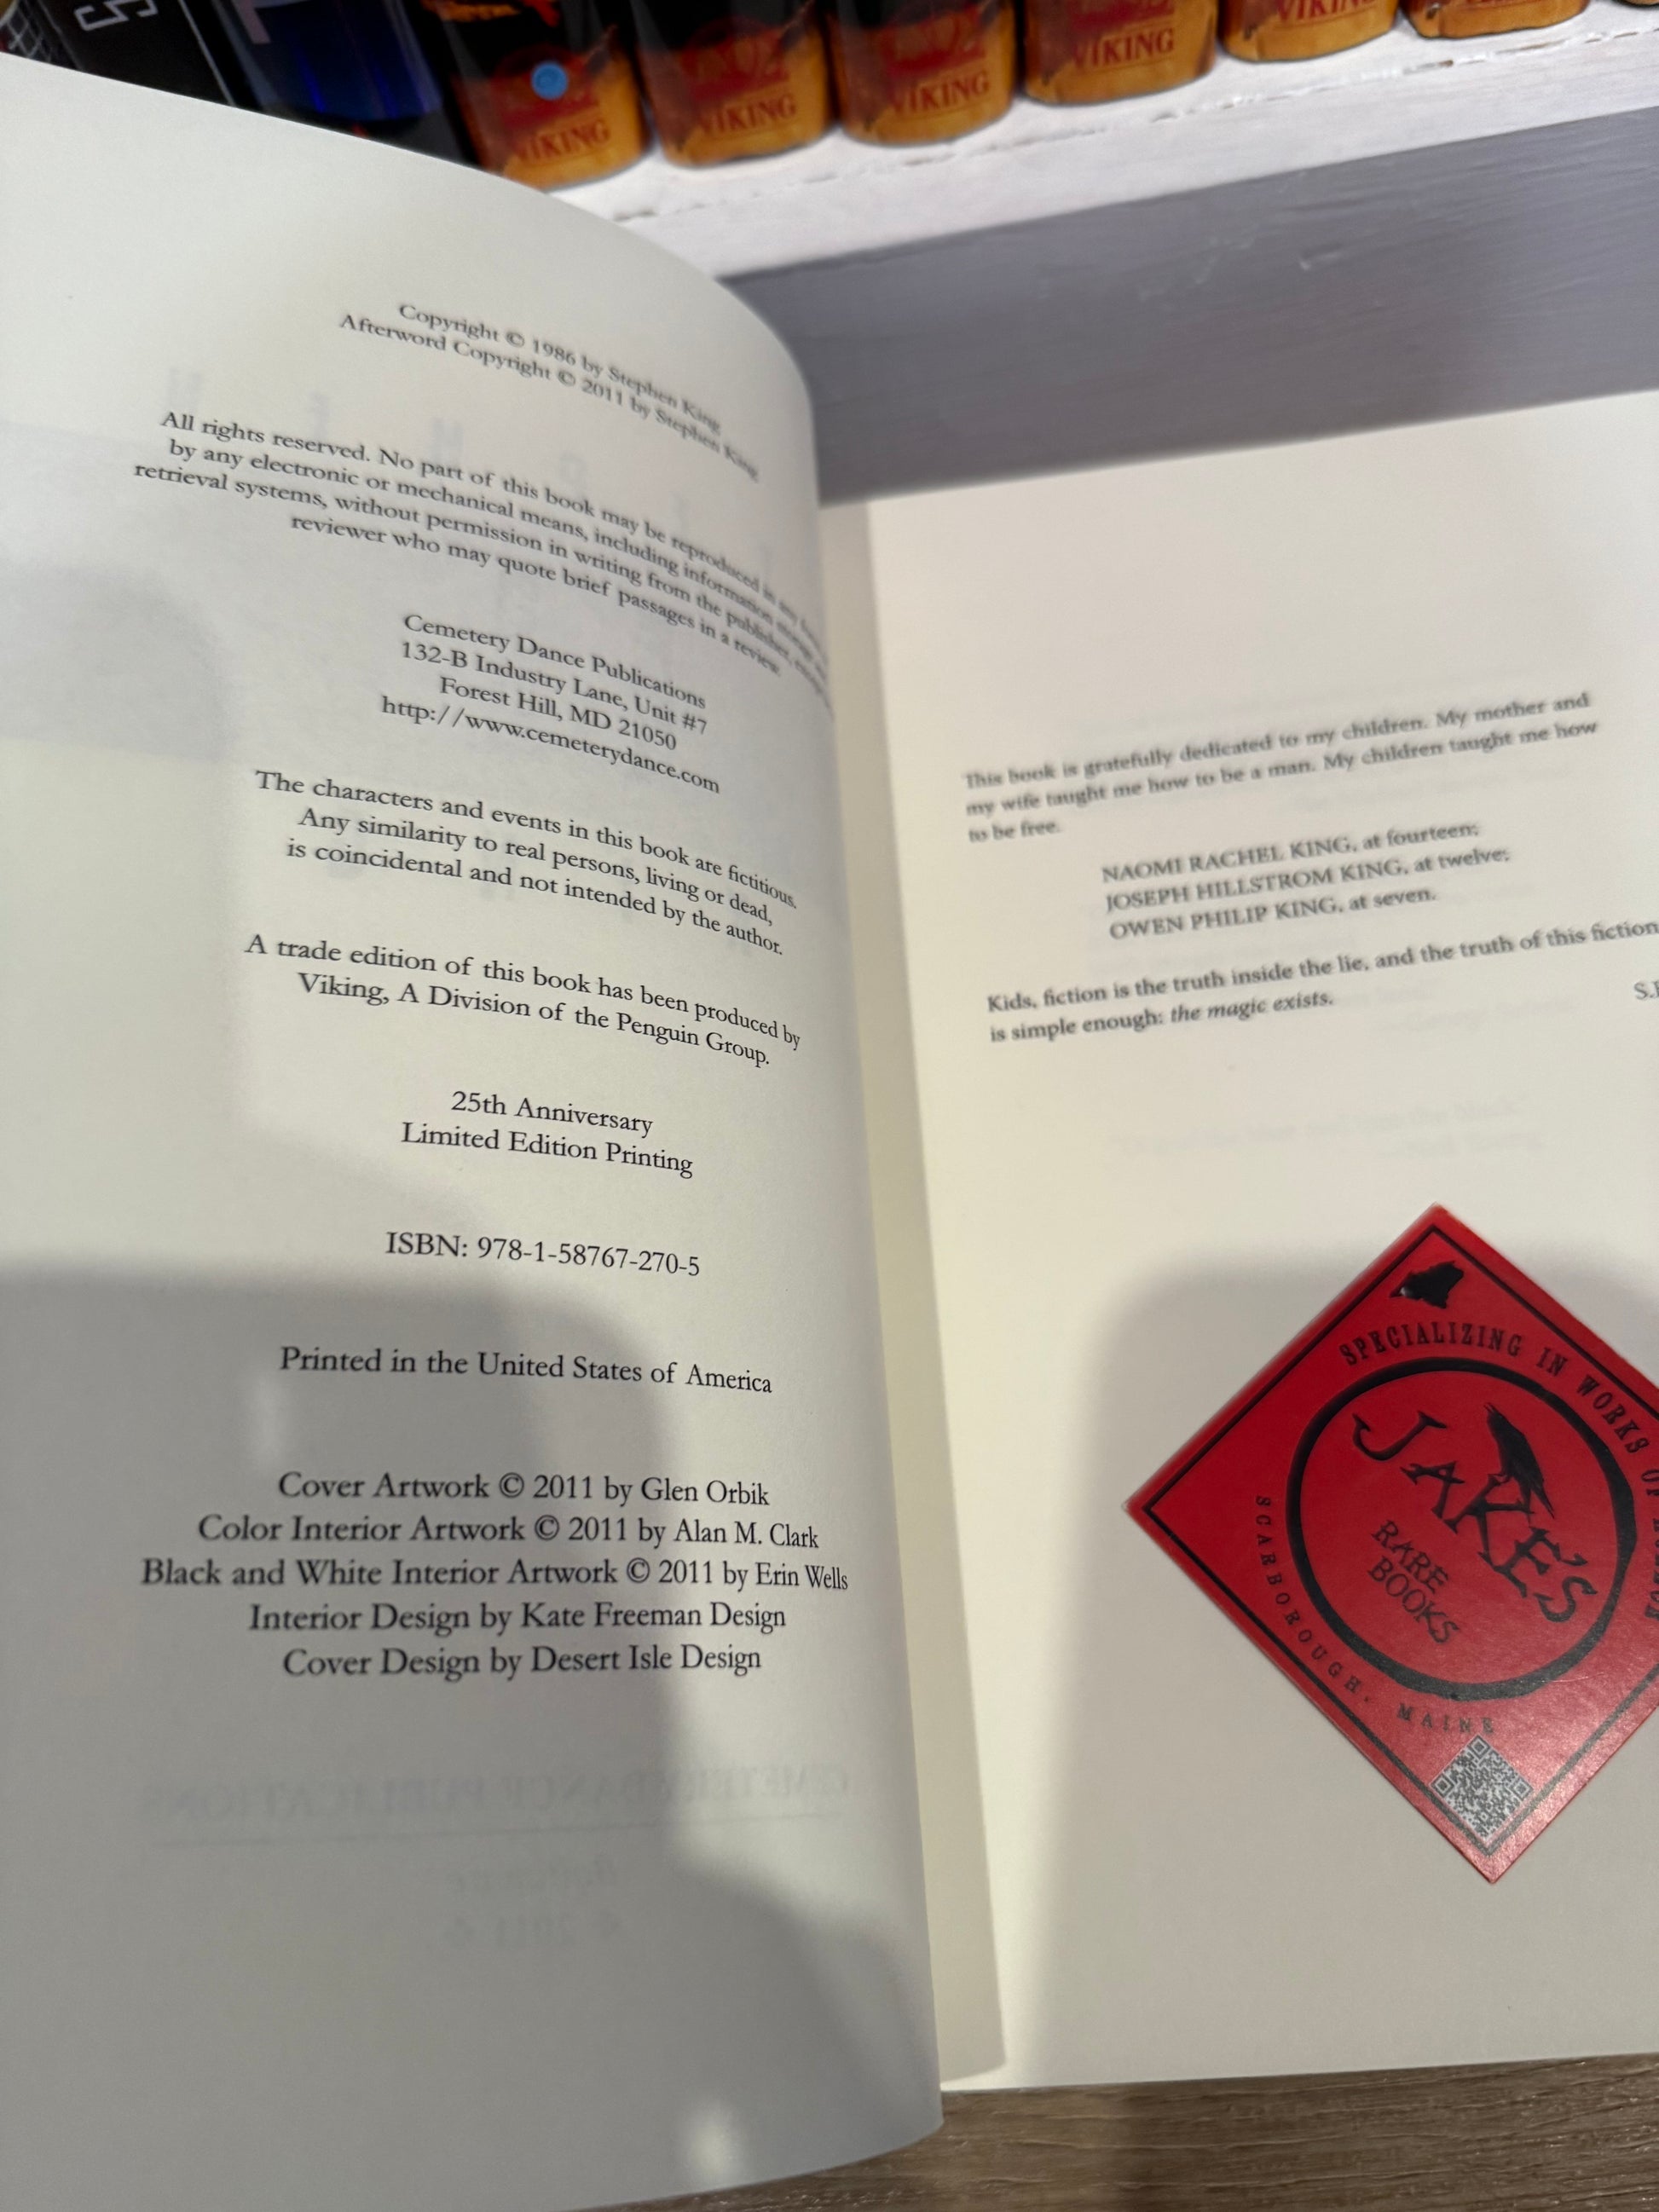 VIKING
VIKING
VIKING
VIKING
VIKING
Copyright © 1986 by Stephen King
Afterword Copyright © 2011 by Stephen King
All rights reserved. No part of this book may be reproduced in any
by any electronic or mechanical means, including information storage
retrieval systems, without permission in writing from the publisher,
reviewer who may quote brief passages in a review.
Cemetery Dance Publications
132-B Industry Lane, Unit #7
Forest Hill, MD 21050
http://www.cemeterydance.com
The characters and events in this book are fictitious.
Any similarity to real persons, living or dead,
is coincidental and not intended by the author.
A trade edition of this book has been produced by
Viking, A Division of the Penguin Group.
25th Anniversary
Limited Edition Printing
ISBN: 978-1-58767-270-5
Printed in the United States of America
Cover Artwork © 2011 by Glen Orbik
Color Interior Artwork © 2011 by Alan M. Clark
Black and White Interior Artwork © 2011 by Erin Wells
Interior Design by Kate Freeman Design
Cover Design by Desert Isle Design
This book is gratefully dedicated to my children. My mother and
my wife taught me how to be a man. My children taught me how
to be free.
NAOMI RACHEL KING, at fourteen;
JOSEPH HILLSTROM KING, at twelve;
OWEN PHILIP KING, at seven.
Kids, fiction is the truth inside the lie, and the truth of this fiction
is simple enough: the magic exists.
SPECIALIZING IN WORKS
JAKE'S
RARE
BOOKS
SCARBOROUGH, MAINE